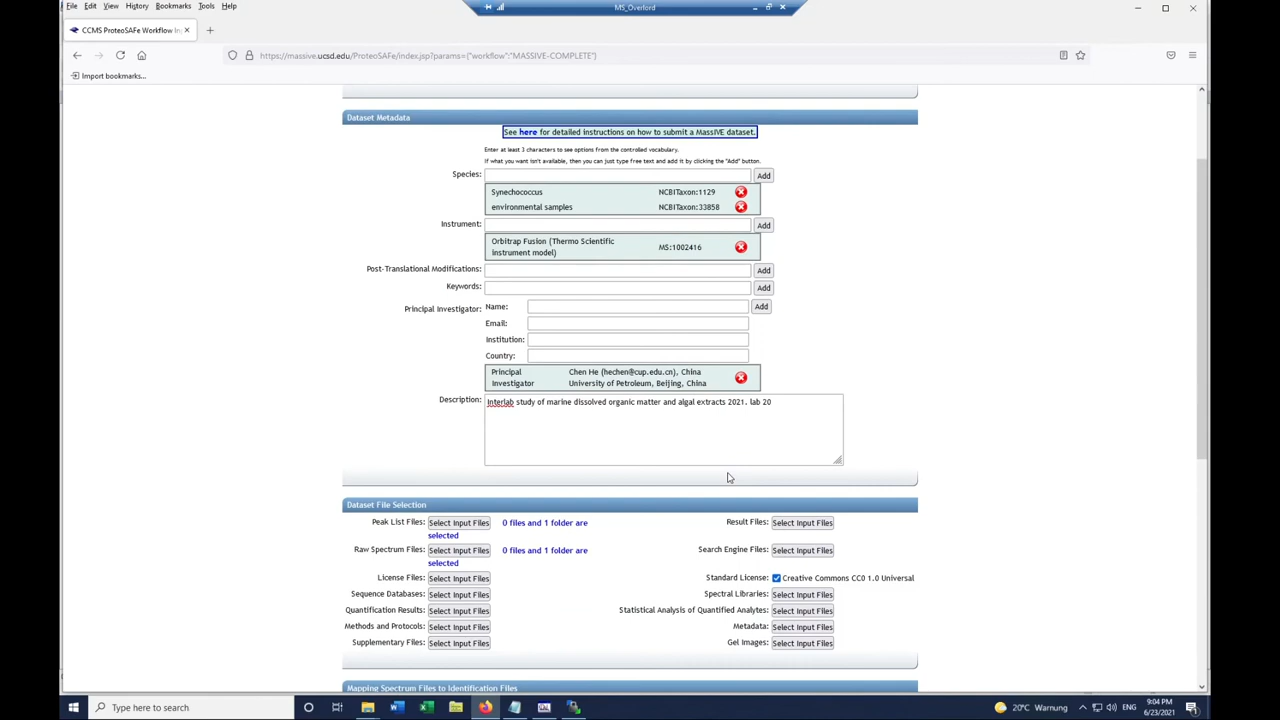 MS_Overlord
File Edit View History Bookmarks Tools Help
CCMS ProteoSAFe Workflow In
https://massive.ucsd.edu/ProteoSAFe/index.jsp?params={"workflow":"MASSIVE-COMPLETE"}
Import bookmarks...
Dataset Metadata
See here for detailed instructions on how to submit a MassIVE dataset.
Enter at least 3 characters to see options from the controlled vocabulary.
If what you want isn't available, then you can just type free text and add it by clicking the "Add" button.
Species: Add
Synechococcus NCBITaxon:1129
environmental samples NCBITaxon:33858
Instrument: Add
Orbitrap Fusion (Thermo Scientific
instrument model) MS:1002416
Post-Translational Modifications: Add
Keywords: Add
Principal Investigator: Name: Add
Email:
Institution:
Country:
Principal Chen He (hechen@cup.edu.cn), China
Investigator University of Petroleum, Beijing, China
Description: Interlab study of marine dissolved organic matter and algal extracts 2021. lab 20
Dataset File Selection
Peak List Files: Select Input Files 0 files and 1 folder are Result Files: Select Input Files
selected
Raw Spectrum Files: Select Input Files 0 files and 1 folder are Search Engine Files: Select Input Files
selected
License Files: Select Input Files Standard License: Creative Commons CC0 1.0 Universal
Sequence Databases: Select Input Files Spectral Libraries: Select Input Files
Quantification Results: Select Input Files Statistical Analysis of Quantified Analytes: Select Input Files
Methods and Protocols: Select Input Files Metadata: Select Input Files
Supplementary Files: Select Input Files Gel Images: Select Input Files
Mapping Spectrum Files to Identification Files
Type here to search
20°C Warnung ENG 9:04 PM
6/23/2021